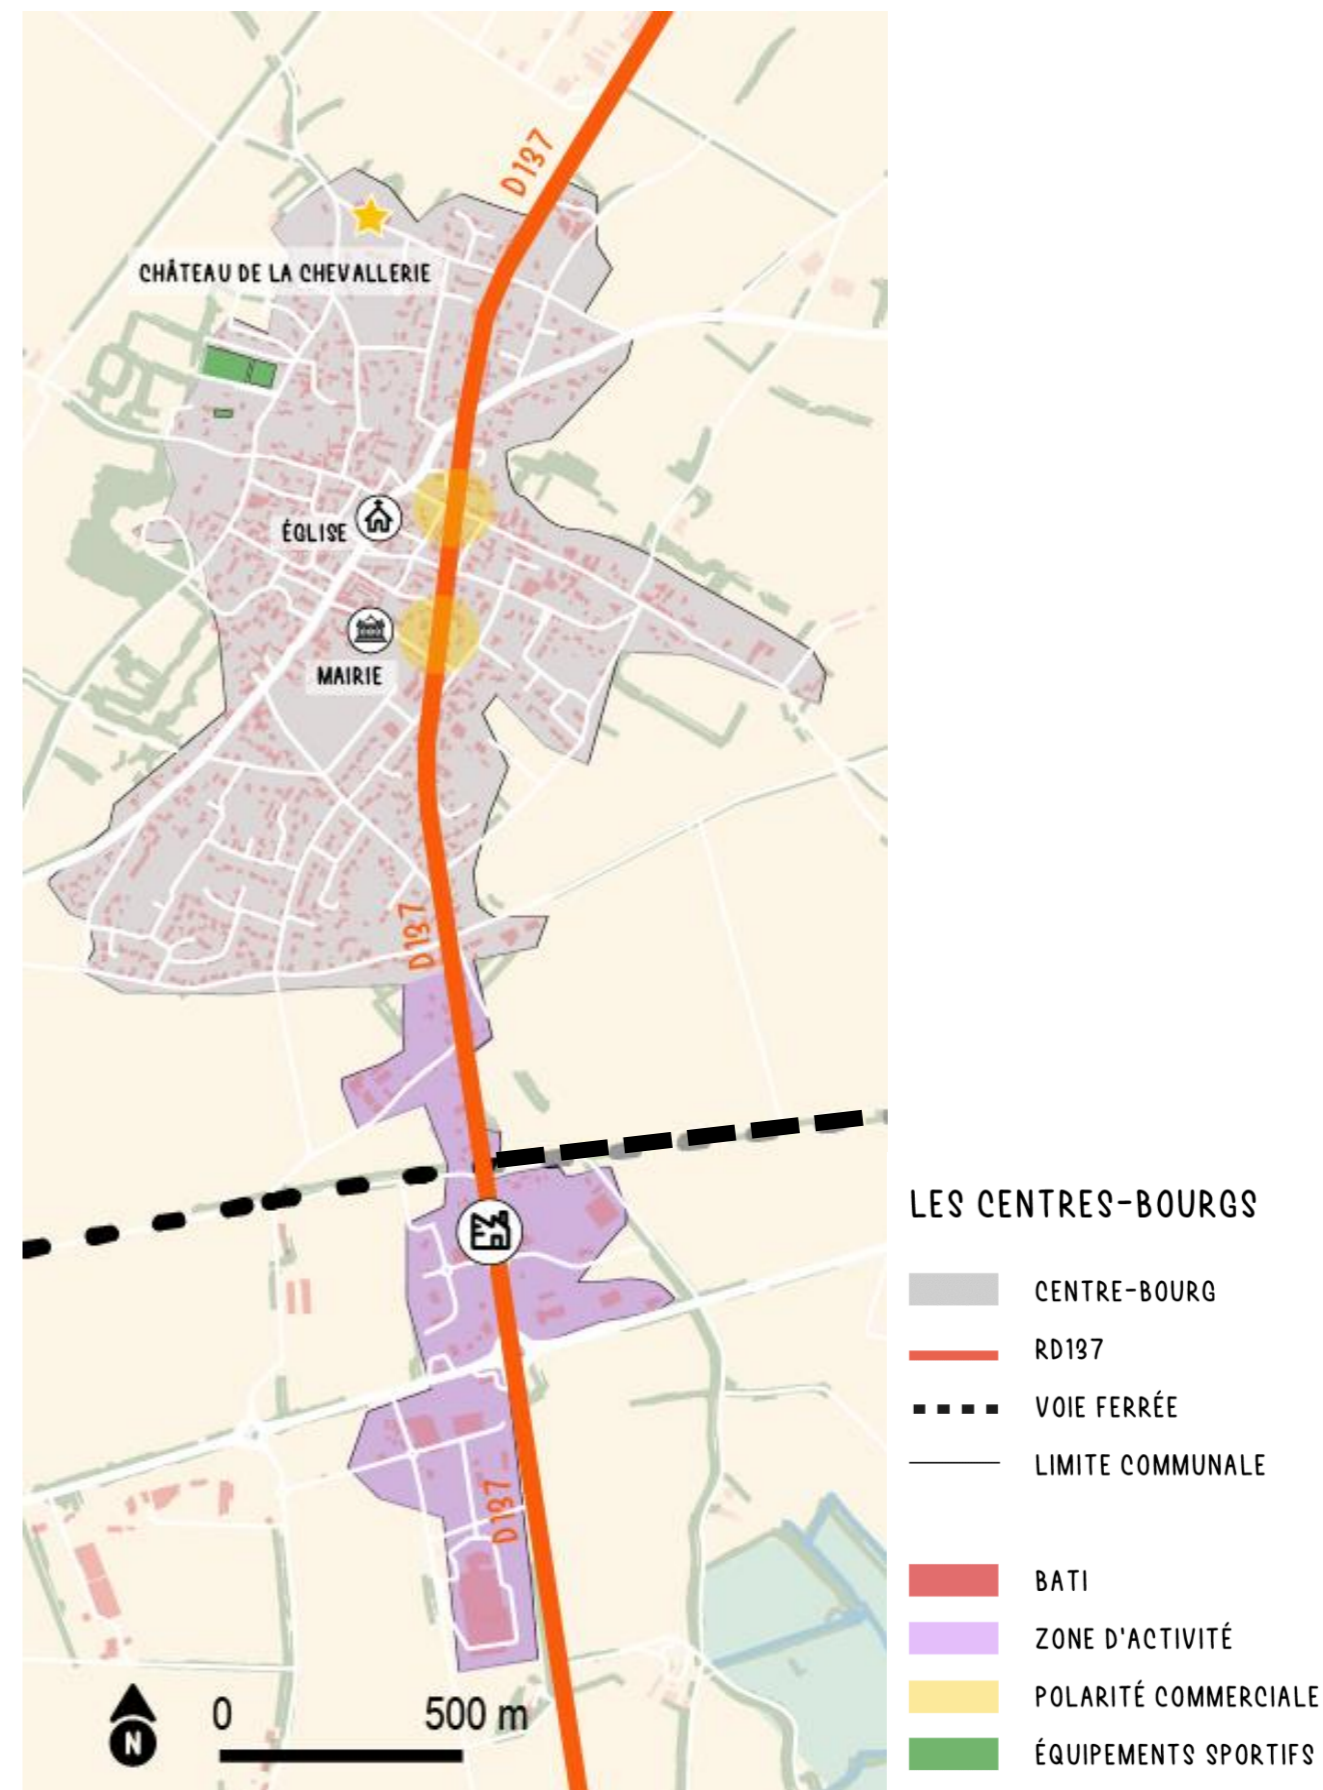 D137
CHÂTEAU DE LA CHEVALLERIE
ÉGLISE
MAIRIE
D137
D137
0 500 m
N
LES CENTRES-BOURGS
CENTRE-BOURG
RD137
VOIE FERRÉE
LIMITE COMMUNALE
BATI
ZONE D'ACTIVITÉ
POLARITÉ COMMERCIALE
ÉQUIPEMENTS SPORTIFS